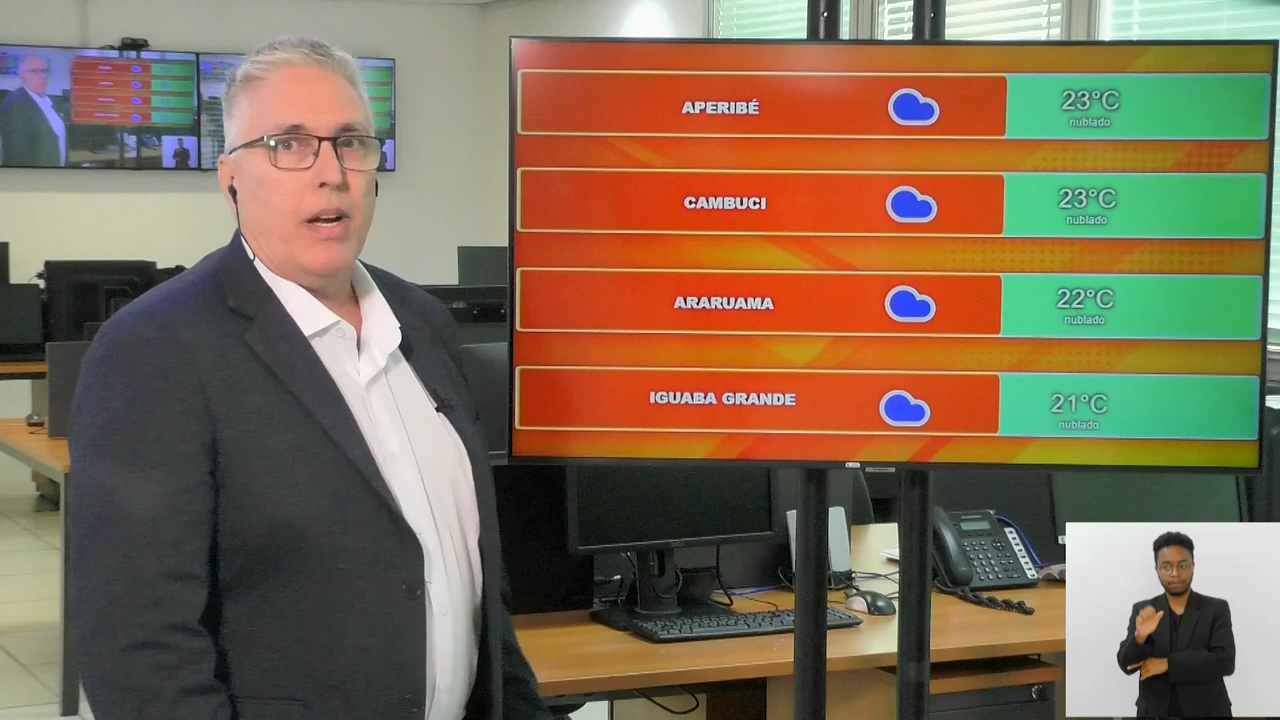 APERIBÉ
23°C
nublado
CAMBUCI
23°C
nublado
ARARUAMA
22°C
nublado
IGUABA GRANDE
21°C
nublado